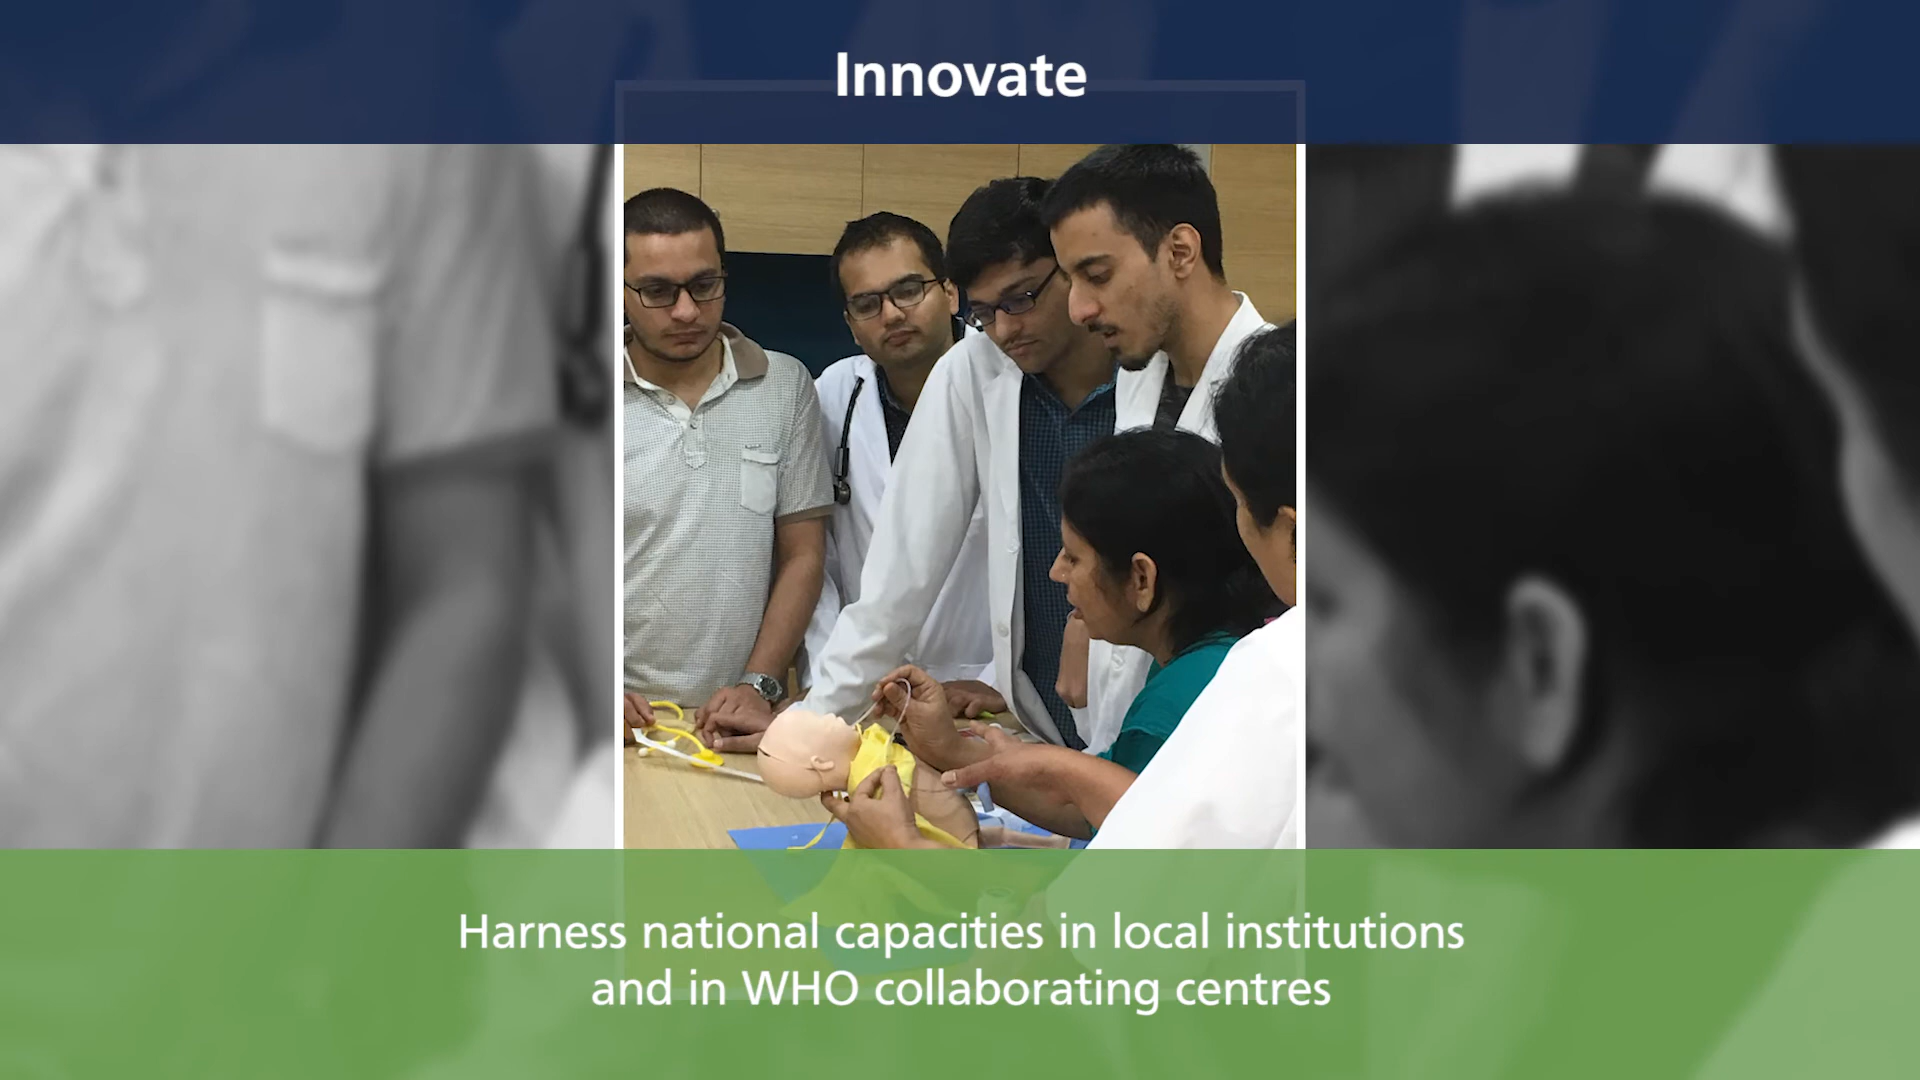 Innovate
Harness national capacities in local institutions
and in WHO collaborating centres